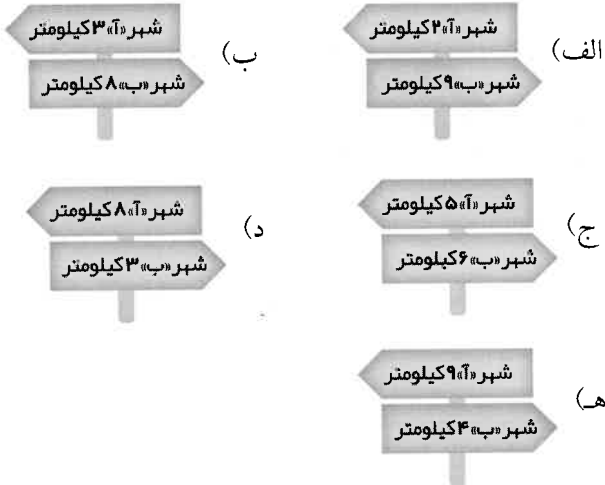 الف)
شهر «آ» ۲ کیلومتر
شهر «ب» ۹ کیلومتر
ب)
شهر «آ» ۳ کیلومتر
شهر «ب» ۸ کیلومتر
ج)
شهر «آ» ۵ کیلومتر
شهر «ب» ۶ کیلومتر
د)
شهر «آ» ۸ کیلومتر
شهر «ب» ۳ کیلومتر
هـ)
شهر «آ» ۹ کیلومتر
شهر «ب» ۴ کیلومتر